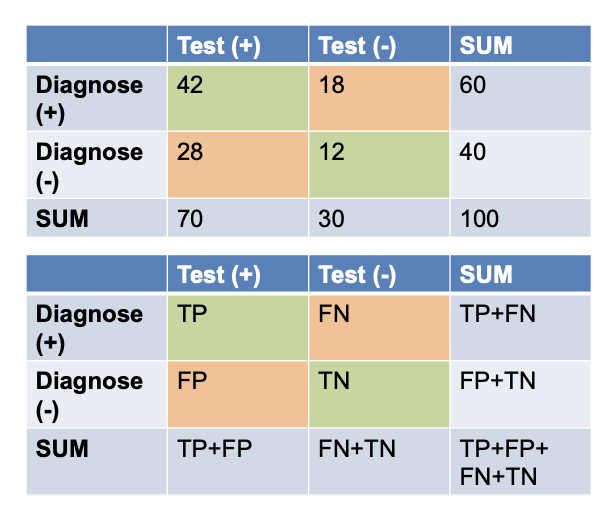 Test (+) Test (-) SUM
Diagnose (+) 42 18 60
Diagnose (-) 28 12 40
SUM 70 30 100
Test (+) Test (-) SUM
Diagnose (+) TP FN TP+FN
Diagnose (-) FP TN FP+TN
SUM TP+FP FN+TN TP+FP+
FN+TN